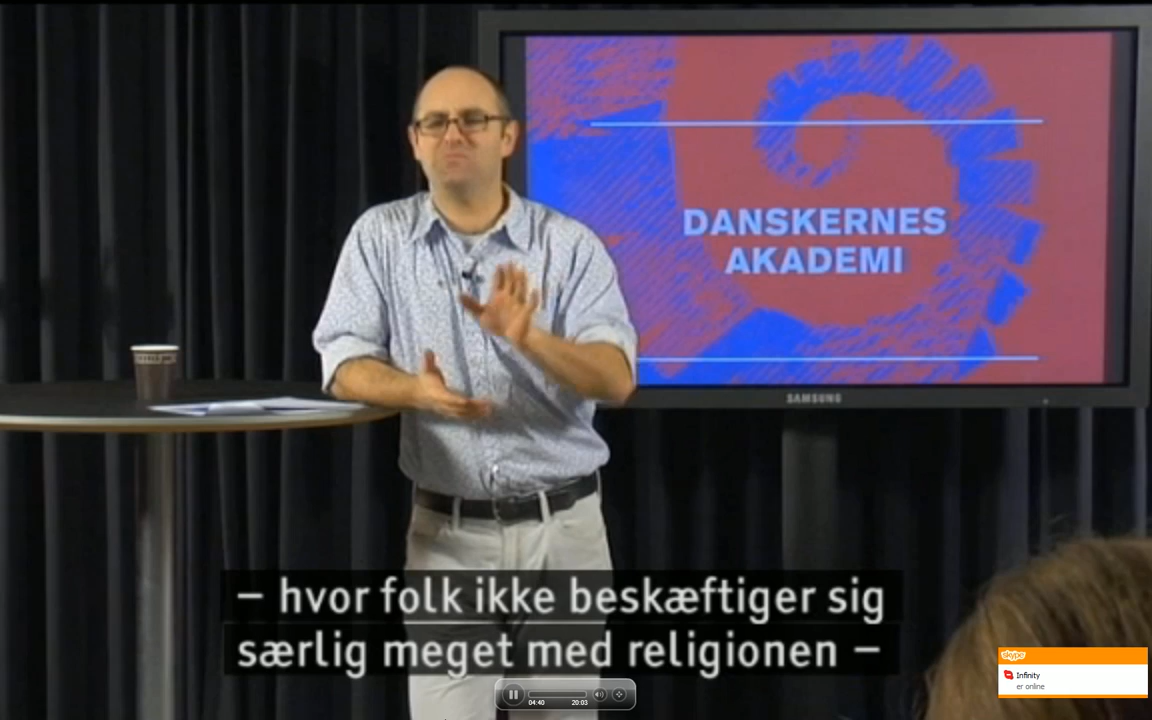 DANSKERNES
AKADEMI
SAMSUNG
– hvor folk ikke beskæftiger sig
særlig meget med religionen –
04:40
20:03
skype
Infinity
er online